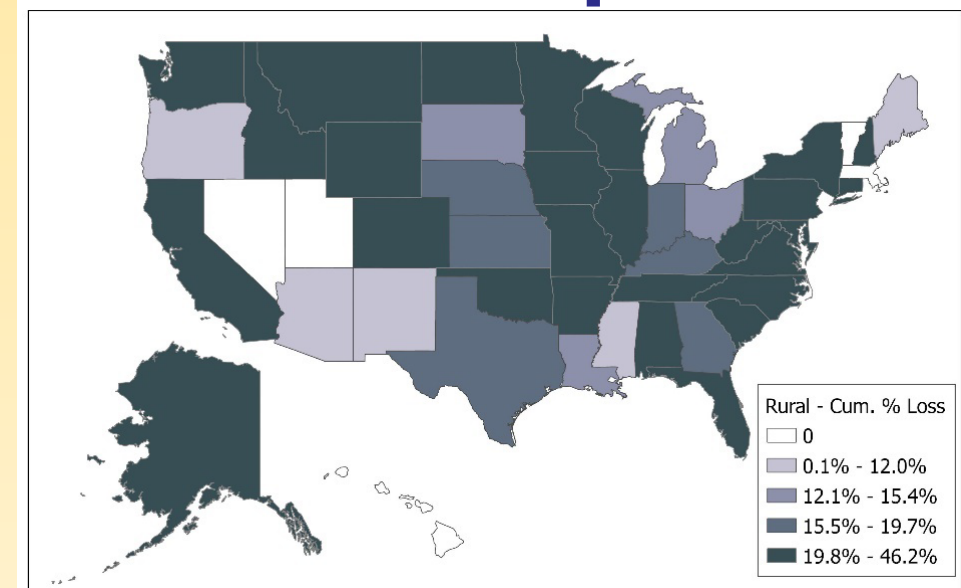 Rural - Cum. % Loss
0
0.1% - 12.0%
12.1% - 15.4%
15.5% - 19.7%
19.8% - 46.2%